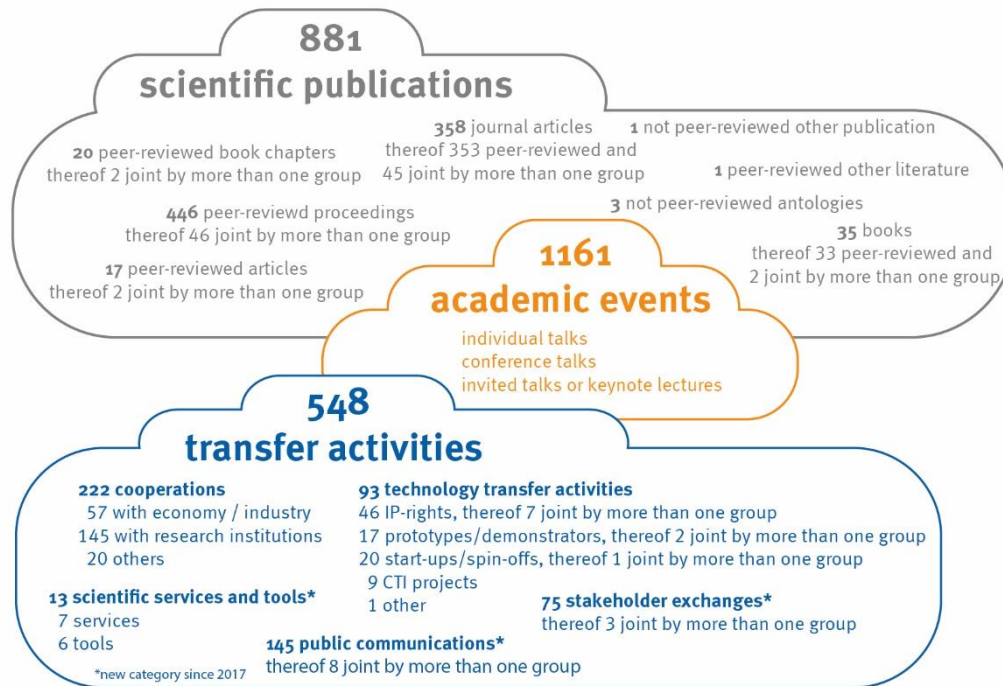 881
scientific publications
358 journal articles
thereof 353 peer-reviewed and
45 joint by more than one group
1 not peer-reviewed other publication
20 peer-reviewed book chapters
thereof 2 joint by more than one group
1 peer-reviewed other literature
446 peer-reviewd proceedings
thereof 46 joint by more than one group
3 not peer-reviewed antologies
35 books
thereof 33 peer-reviewed and
2 joint by more than one group
17 peer-reviewed articles
thereof 2 joint by more than one group
1161
academic events
individual talks
conference talks
invited talks or keynote lectures
548
transfer activities
222 cooperations
57 with economy / industry
145 with research institutions
20 others
93 technology transfer activities
46 IP-rights, thereof 7 joint by more than one group
17 prototypes/demonstrators, thereof 2 joint by more than one group
20 start-ups/spin-offs, thereof 1 joint by more than one group
9 CTI projects
1 other
13 scientific services and tools*
7 services
6 tools
75 stakeholder exchanges*
thereof 3 joint by more than one group
145 public communications*
thereof 8 joint by more than one group
*new category since 2017